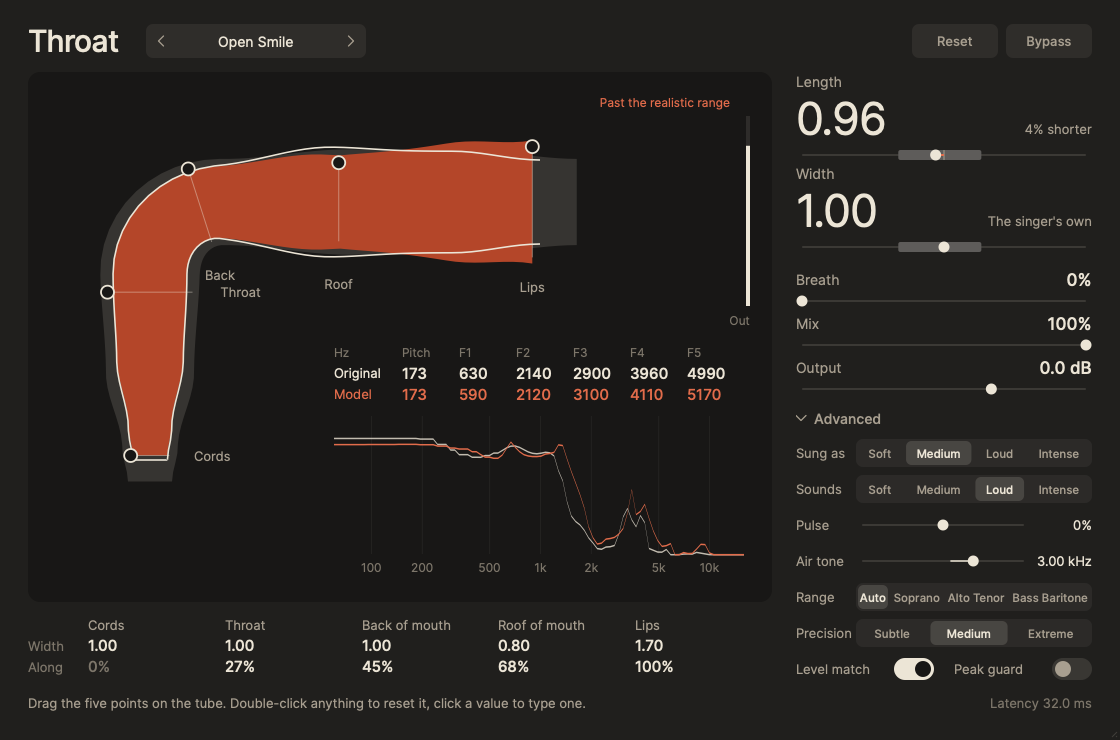 Throat
Open Smile
Reset
Bypass
Past the realistic range
Back
Throat
Roof
Lips
Cords
Out
Hz Pitch F1 F2 F3 F4 F5
Original 173 630 2140 2900 3960 4990
Model 173 590 2120 3100 4110 5170
100 200 500 1k 2k 5k 10k
Length
0.96
4% shorter
Width
1.00
The singer's own
Breath 0%
Mix 100%
Output 0.0 dB
Advanced
Sung as Soft Medium Loud Intense
Sounds Soft Medium Loud Intense
Pulse 0%
Air tone 3.00 kHz
Range Auto Soprano Alto Tenor Bass Baritone
Precision Subtle Medium Extreme
Level match Peak guard
Cords Throat Back of mouth Roof of mouth Lips
Width 1.00 1.00 1.00 0.80 1.70
Along 0% 27% 45% 68% 100%
Drag the five points on the tube. Double-click anything to reset it, click a value to type one.
Latency 32.0 ms